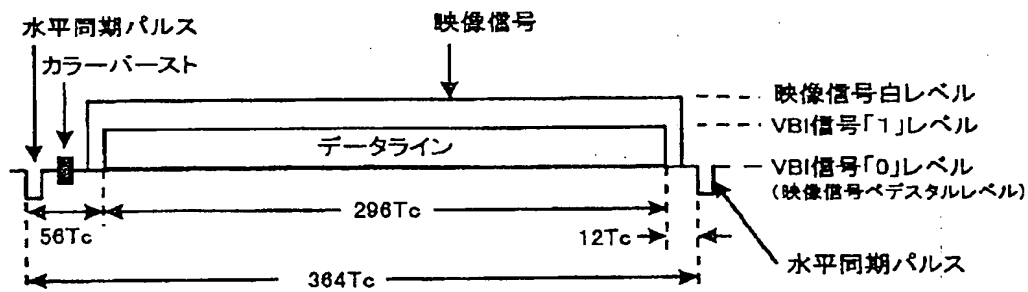 水平同期パルス
映像信号
カラーバースト
映像信号白レベル
VBI信号「1」レベル
データライン
VBI信号「0」レベル
(映像信号ペデスタルレベル)
296Tc
56Tc
12Tc
水平同期パルス
364Tc